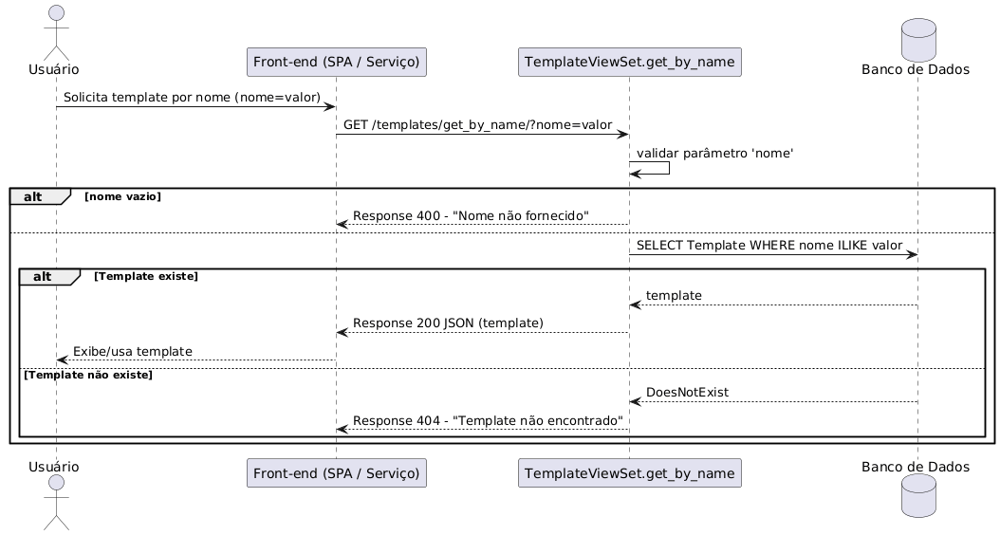 Usuário
Front-end (SPA / Serviço)
TemplateViewSet.get_by_name
Banco de Dados
Solicita template por nome (nome=valor)
GET /templates/get_by_name/?nome=valor
validar parâmetro 'nome'
alt [nome vazio]
Response 400 - "Nome não fornecido"
SELECT Template WHERE nome ILIKE valor
alt [Template existe]
template
Response 200 JSON (template)
Exibe/usa template
[Template não existe]
DoesNotExist
Response 404 - "Template não encontrado"
Usuário
Front-end (SPA / Serviço)
TemplateViewSet.get_by_name
Banco de Dados